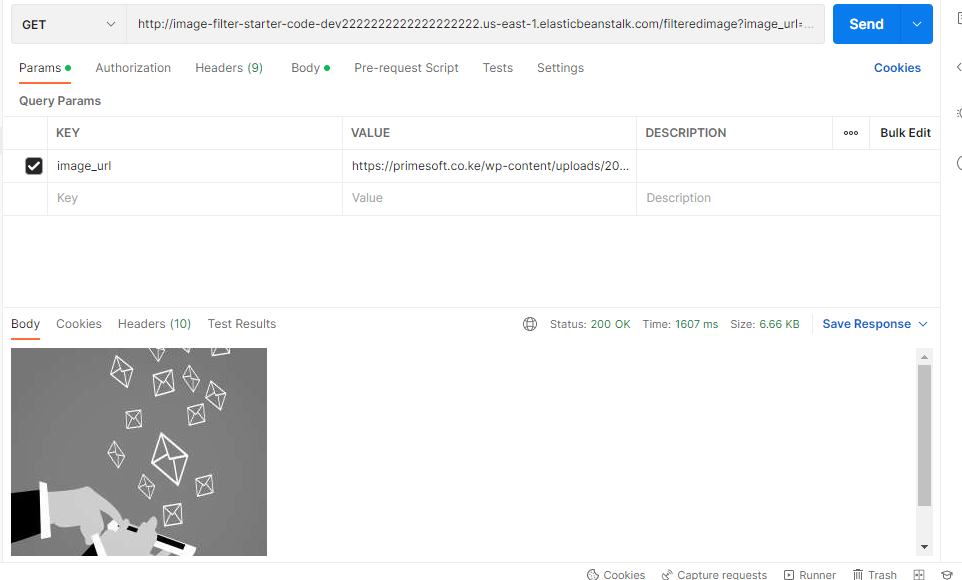 GET http://image-filter-starter-code-dev2222222222222222222.us-east-1.elasticbeanstalk.com/filteredimage?image_url=... Send
Params Authorization Headers (9) Body Pre-request Script Tests Settings Cookies
Query Params
KEY VALUE DESCRIPTION ooo Bulk Edit
image_url https://primesoft.co.ke/wp-content/uploads/20...
Key Value Description
Body Cookies Headers (10) Test Results Status: 200 OK Time: 1607 ms Size: 6.66 KB Save Response
Cookies Capture requests Runner Trash